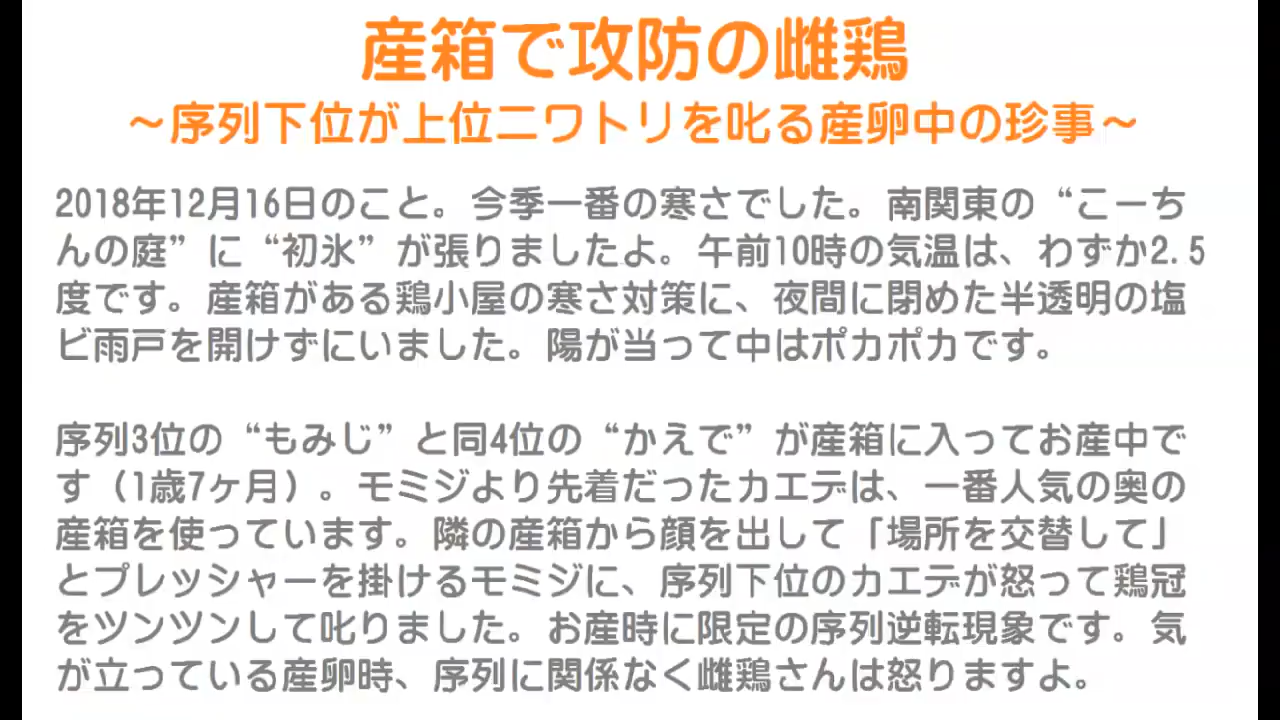 産箱で攻防の雌鶏
～序列下位が上位ニワトリを叱る産卵中の珍事～
2018年12月16日のこと。今季一番の寒さでした。南関東の“こーち
んの庭”に“初氷”が張りましたよ。午前10時の気温は、わずか2.5
度です。産箱がある鶏小屋の寒さ対策に、夜間に閉めた半透明の塩
ビ雨戸を開けずにいました。陽が当って中はポカポカです。
序列3位の“もみじ”と同4位の“かえで”が産箱に入ってお産中で
す（1歳7ヶ月）。モミジより先着だったカエデは、一番人気の奥の
産箱を使っています。隣の産箱から顔を出して「場所を交替して」
とプレッシャーを掛けるモミジに、序列下位のカエデが怒って鶏冠
をツンツンして叱りました。お産時に限定の序列逆転現象です。気
が立っている産卵時、序列に関係なく雌鶏さんは怒りますよ。